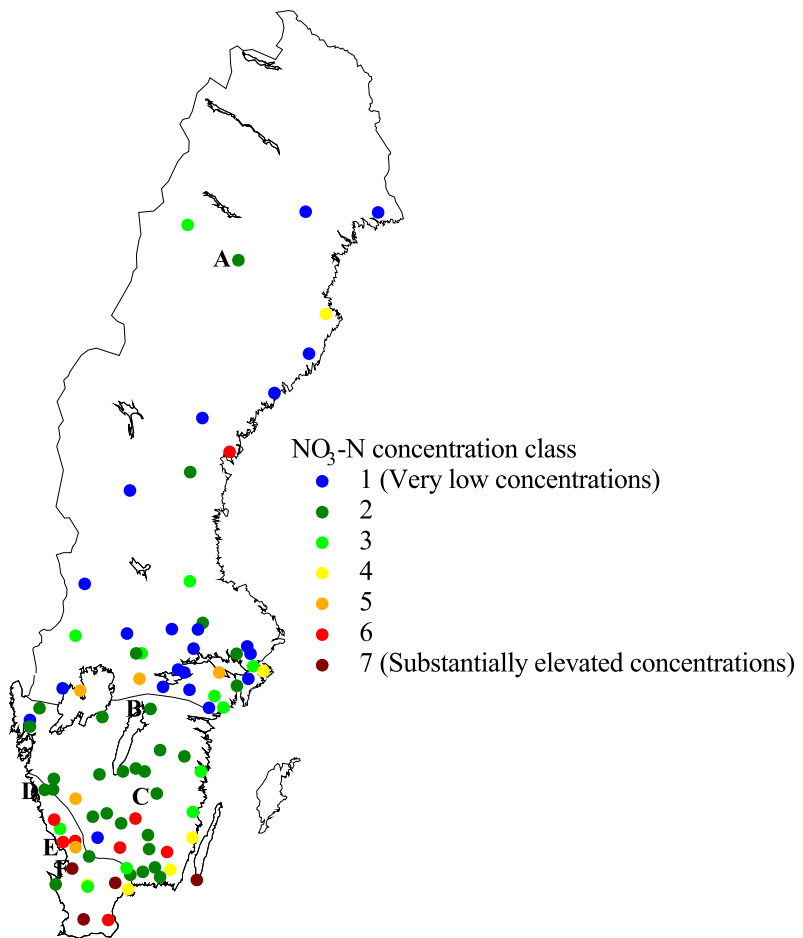 A
NO3-N concentration class
1 (Very low concentrations)
2
3
4
5
6
7 (Substantially elevated concentrations)
B
D
C
E
F